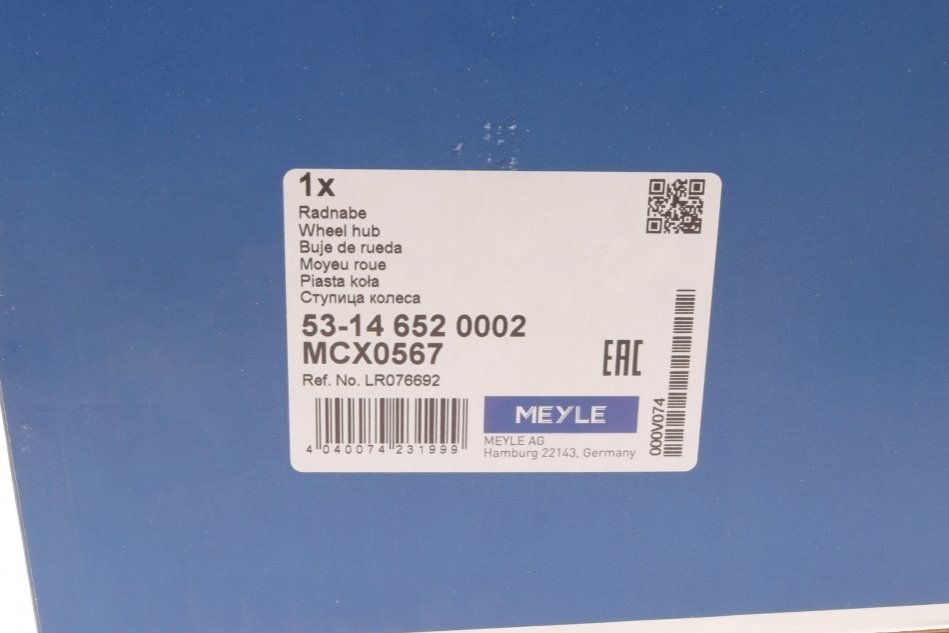 1x
Radnabe
Wheel hub
Buje de rueda
Moyeu roue
Piasta koła
Ступица колеса
53-14 652 0002
MCX0567
Ref. No. LR076692
EAC
4 040074 231999
MEYLE
MEYLE AG
Hamburg 22143, Germany
000V074